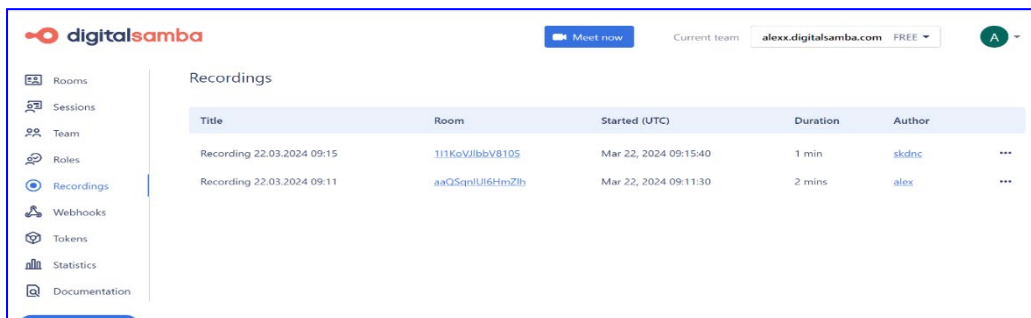 digitalsamba
Meet now
Current team
alexx.digitalsamba.com FREE
A
Rooms
Sessions
Team
Roles
Recordings
Webhooks
Tokens
Statistics
Documentation
Recordings
Title Room Started (UTC) Duration Author
Recording 22.03.2024 09:15 1I1KoVJlbbV8105 Mar 22, 2024 09:15:40 1 min skdnc
Recording 22.03.2024 09:11 aaQSqnlUI6HmZlh Mar 22, 2024 09:11:30 2 mins alex